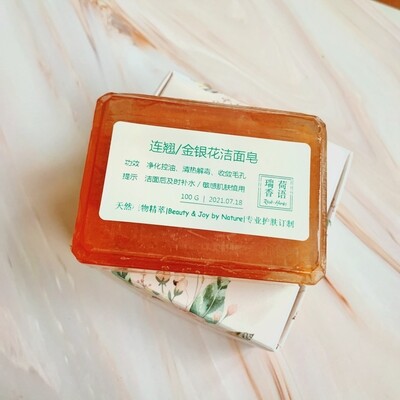 连翘/金银花洁面皂
功效 净化控油、清热解毒、收敛毛孔
提示 洁面后及时补水/敏感肌肤慎用
100 G | 2021.07.18
天然·植物精萃|Beauty & Joy by Nature|专业护肤订制
荷语
瑞香